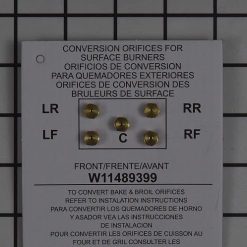 CONVERSION ORIFICES FOR
SURFACE BURNERS
ORIFICIOS DE CONVERSION
PARA QUEMADORES EXTERIORES
ORIFICES DE CONVERSION DES
BRULEURS DE SURFACE
LR RR
LF C RF
FRONT/FRENTE/AVANT
W11489399
TO CONVERT BAKE & BROIL ORIFICES
REFER TO INSTALATION INSTRUCTIONS
PARA CONVERTIR LOS QUEMADORES DE HORNO
Y ASADOR VEA LAS INSTRUCCIONES
DE INSTALACION
POUR CONVERTIR LES ORIFICES DE CUISSON AU
FOUR ET DE GRIL CONSULTER LES